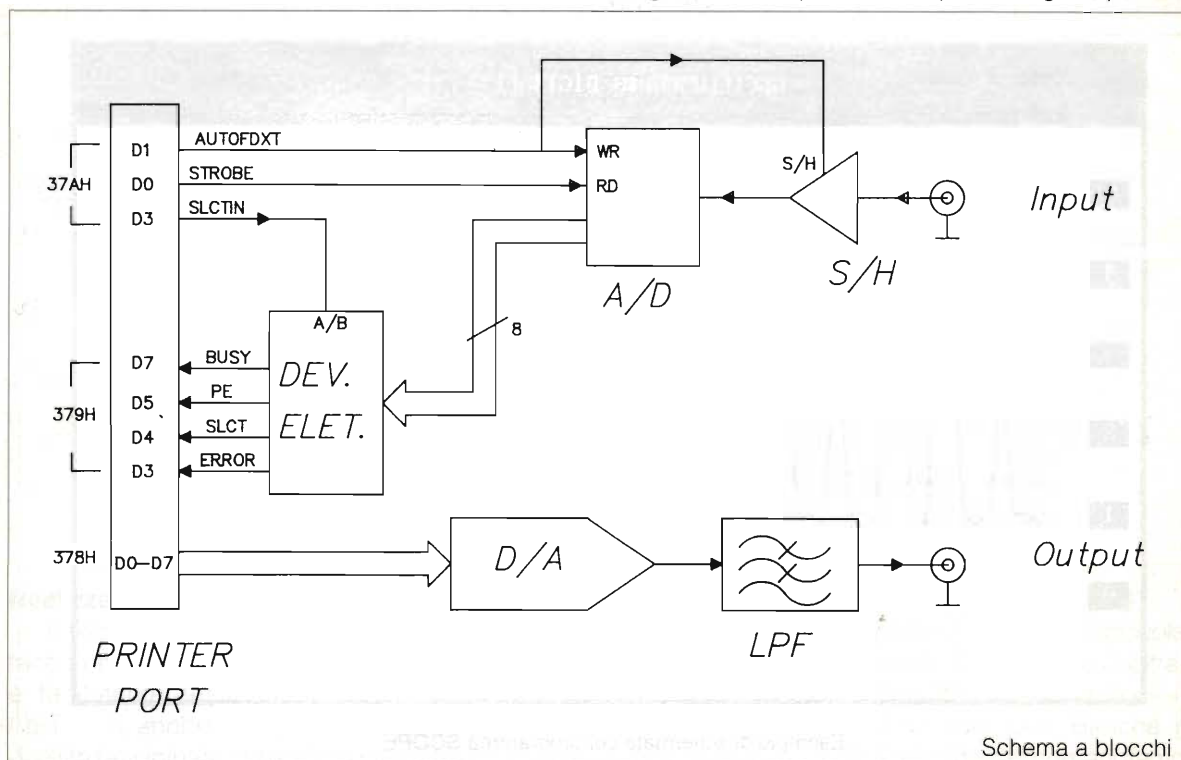 D1
AUTOFDXT
WR
S/H
37AH
D0
STROBE
RD
D3
SLCTIN
Input
S/H
A/D
8
A/B
D7
BUSY
DEV.
ELET.
D5
PE
379H
D4
SLCT
D3
ERROR
378H
D0—D7
D/A
Output
LPF
PRINTER
PORT
Schema a blocchi